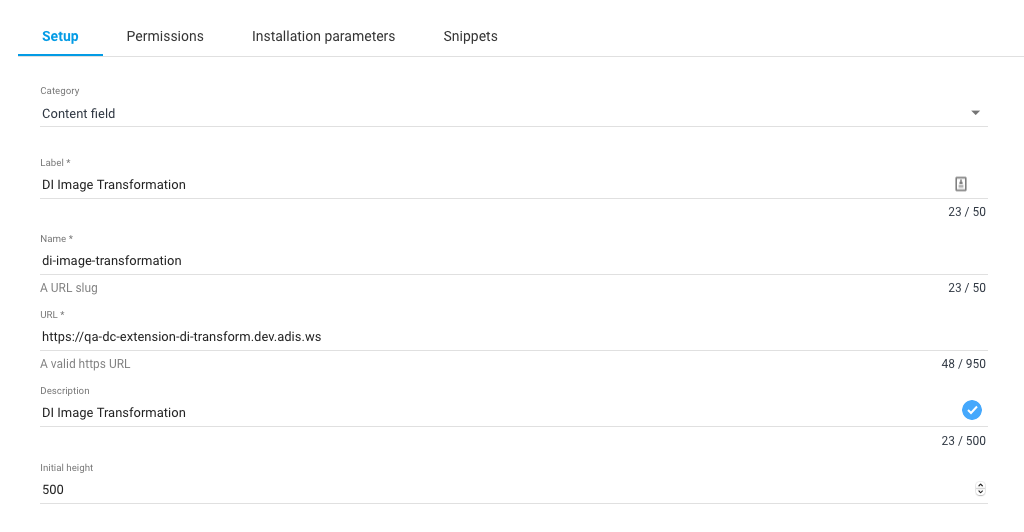 Setup Permissions Installation parameters Snippets
Category
Content field
Label *
DI Image Transformation
23 / 50
Name *
di-image-transformation
A URL slug 23 / 50
URL *
https://qa-dc-extension-di-transform.dev.adis.ws
A valid https URL 48 / 950
Description
DI Image Transformation
23 / 500
Initial height
500